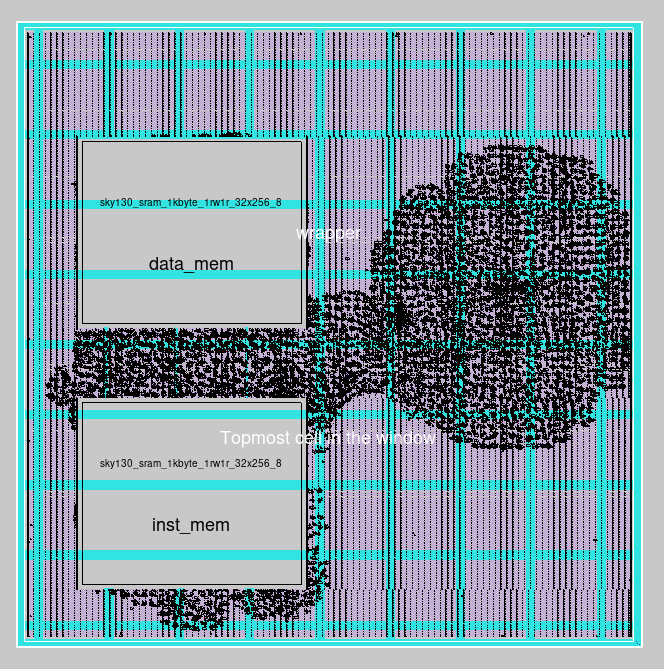 sky130_sram_1kbyte_1rw1r_32x256_8
wrapper
data_mem
Topmost cell in the window
sky130_sram_1kbyte_1rw1r_32x256_8
inst_mem